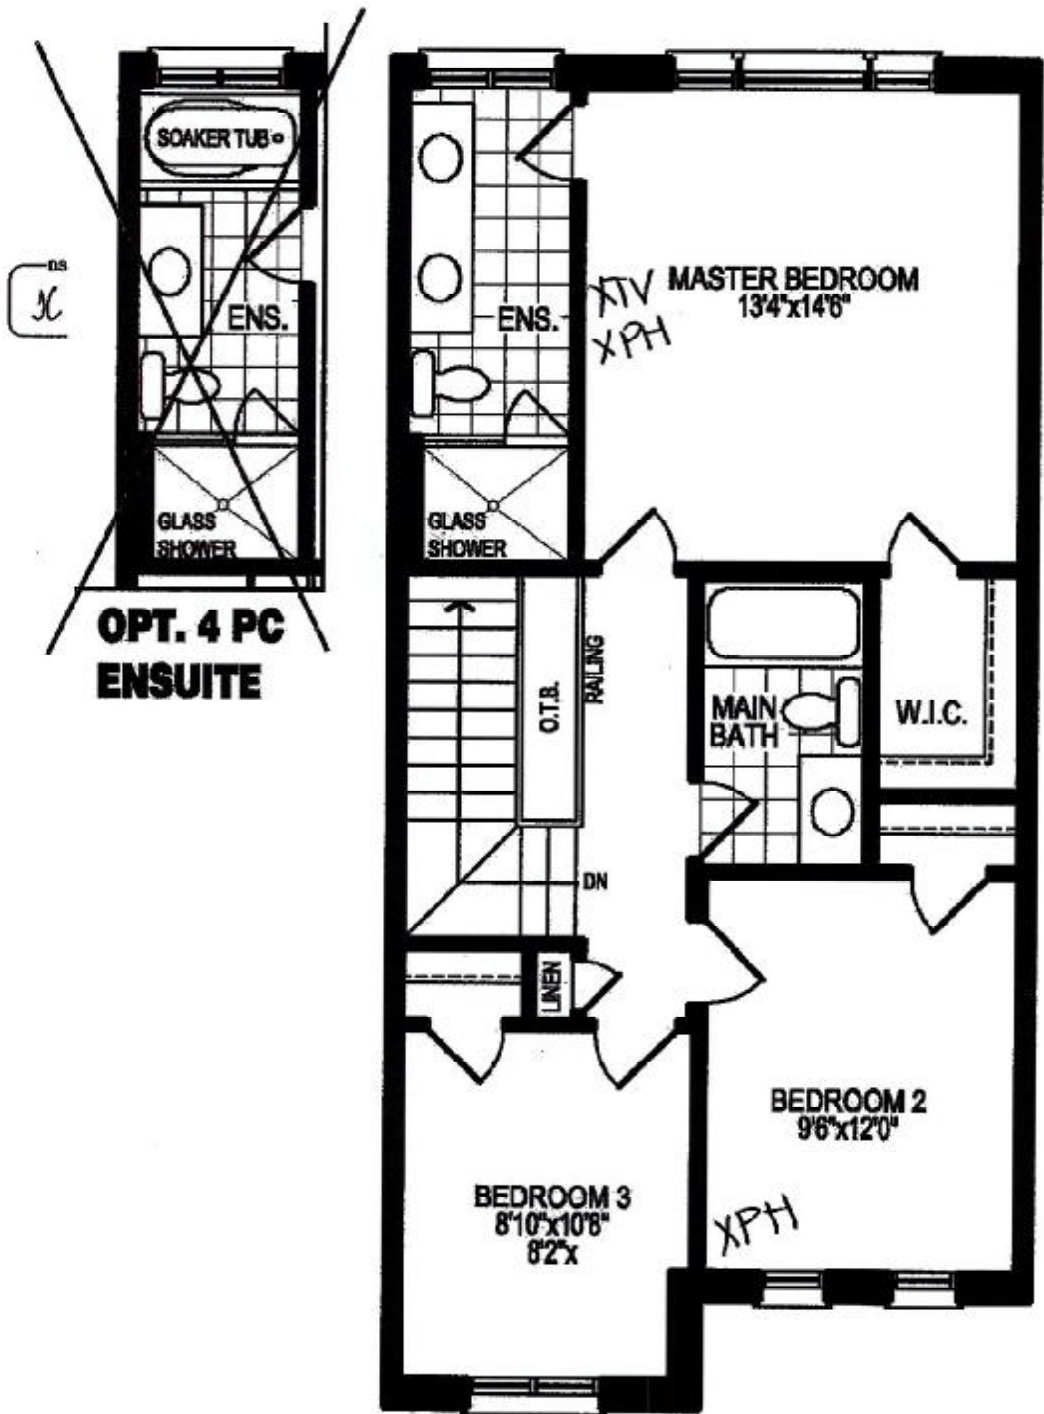 SOAKER TUB
ns
ENS.
GLASS
SHOWER
OPT. 4 PC
ENSUITE
ENS.
GLASS
SHOWER
XTV
XPH
MASTER BEDROOM
13'4"x14'6"
O.T.B.
RAILING
DN
MAIN
BATH
W.I.C.
LINEN
BEDROOM 2
9'6"x12'0"
XPH
BEDROOM 3
8'10"x10'8"
8'2"x